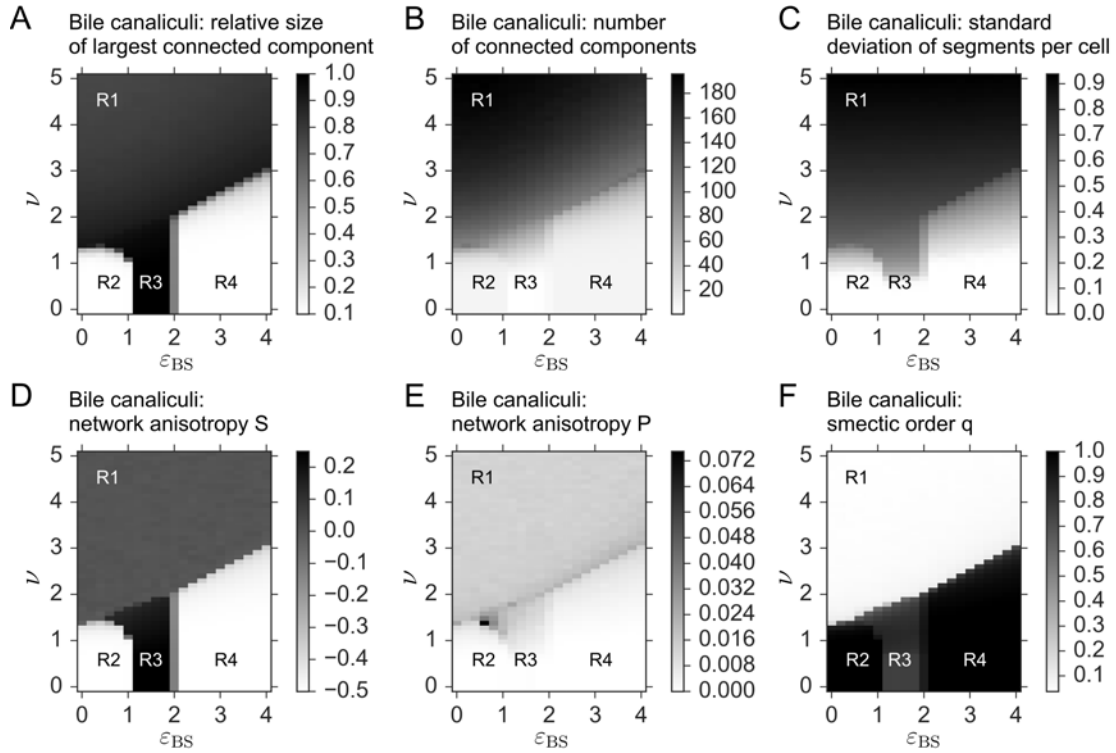 A
Bile canaliculi: relative size
of largest connected component
5
4
3
2
1
0
ν
R1
R2
R3
R4
0 1 2 3 4
εBS
1.0
0.9
0.8
0.7
0.6
0.5
0.4
0.3
0.2
0.1
B
Bile canaliculi: number
of connected components
5
4
3
2
1
0
ν
R1
R2
R3
R4
0 1 2 3 4
εBS
180
160
140
120
100
80
60
40
20
C
Bile canaliculi: standard
deviation of segments per cell
5
4
3
2
1
0
ν
R1
R2
R3
R4
0 1 2 3 4
εBS
0.9
0.8
0.7
0.6
0.5
0.4
0.3
0.2
0.1
0.0
D
Bile canaliculi:
network anisotropy S
5
4
3
2
1
0
ν
R1
R2
R3
R4
0 1 2 3 4
εBS
0.2
0.1
0.0
−0.1
−0.2
−0.3
−0.4
−0.5
E
Bile canaliculi:
network anisotropy P
5
4
3
2
1
0
ν
R1
R2
R3
R4
0 1 2 3 4
εBS
0.072
0.064
0.056
0.048
0.040
0.032
0.024
0.016
0.008
0.000
F
Bile canaliculi:
smectic order q
5
4
3
2
1
0
ν
R1
R2
R3
R4
0 1 2 3 4
εBS
1.0
0.9
0.8
0.7
0.6
0.5
0.4
0.3
0.2
0.1